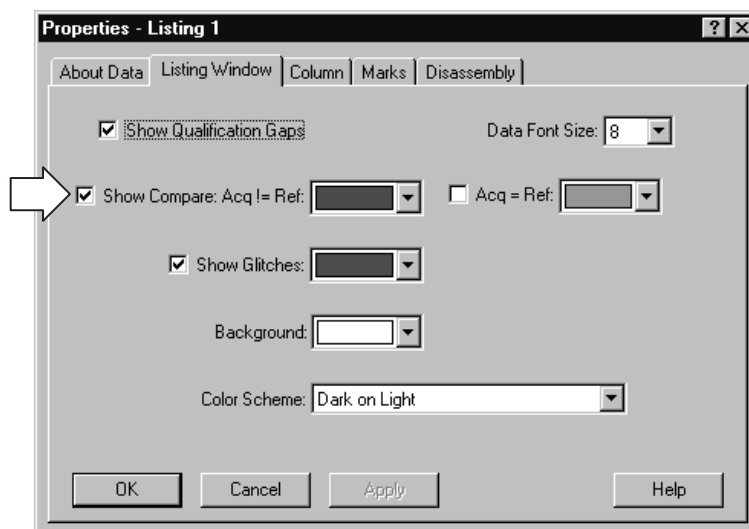 Properties - Listing 1
About Data Listing Window Column Marks Disassembly
Show Qualification Gaps Data Font Size: 8
Show Compare: Acq != Ref: Acq = Ref:
Show Glitches:
Background:
Color Scheme: Dark on Light
OK Cancel Apply Help